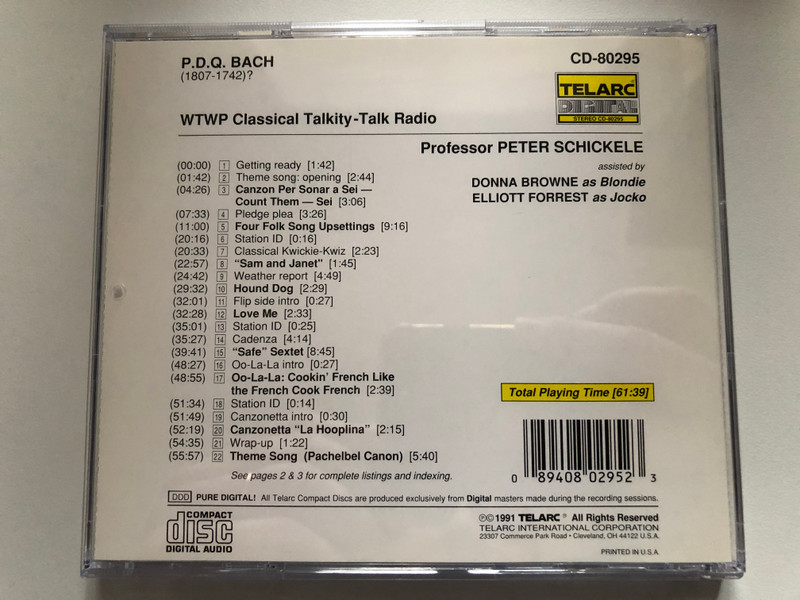 P.D.Q. BACH
(1807-1742)?
CD-80295
TELARC
DIGITAL
STEREO CD-80295
WTWP Classical Talkity-Talk Radio
Professor PETER SCHICKELE
assisted by
DONNA BROWNE as Blondie
ELLIOTT FORREST as Jocko
(00:00) 1 Getting ready [1:42]
(01:42) 2 Theme song: opening [2:44]
(04:26) 3 Canzon Per Sonar a Sei —
Count Them — Sei [3:06]
(07:33) 4 Pledge plea [3:26]
(11:00) 5 Four Folk Song Upsettings [9:16]
(20:16) 6 Station ID [0:16]
(20:33) 7 Classical Kwickie-Kwiz [2:23]
(22:57) 8 “Sam and Janet” [1:45]
(24:42) 9 Weather report [4:49]
(29:32) 10 Hound Dog [2:29]
(32:01) 11 Flip side intro [0:27]
(32:28) 12 Love Me [2:33]
(35:01) 13 Station ID [0:25]
(35:27) 14 Cadenza [4:14]
(39:41) 15 “Safe” Sextet [8:45]
(48:27) 16 Oo-La-La intro [0:27]
(48:55) 17 Oo-La-La: Cookin’ French Like
the French Cook French [2:39]
(51:34) 18 Station ID [0:14]
(51:49) 19 Canzonetta intro [0:30]
(52:19) 20 Canzonetta “La Hooplina” [2:15]
(54:35) 21 Wrap-up [1:22]
(55:57) 22 Theme Song (Pachelbel Canon) [5:40]
Total Playing Time [61:39]
See pages 2 & 3 for complete listings and indexing.
0 89408 02952 3
DDD PURE DIGITAL! All Telarc Compact Discs are produced exclusively from Digital masters made during the recording sessions.
COMPACT
disc
DIGITAL AUDIO
℗©1991 TELARC® All Rights Reserved
TELARC INTERNATIONAL CORPORATION
23307 Commerce Park Road • Cleveland, OH 44122 U.S.A.
PRINTED IN U.S.A.